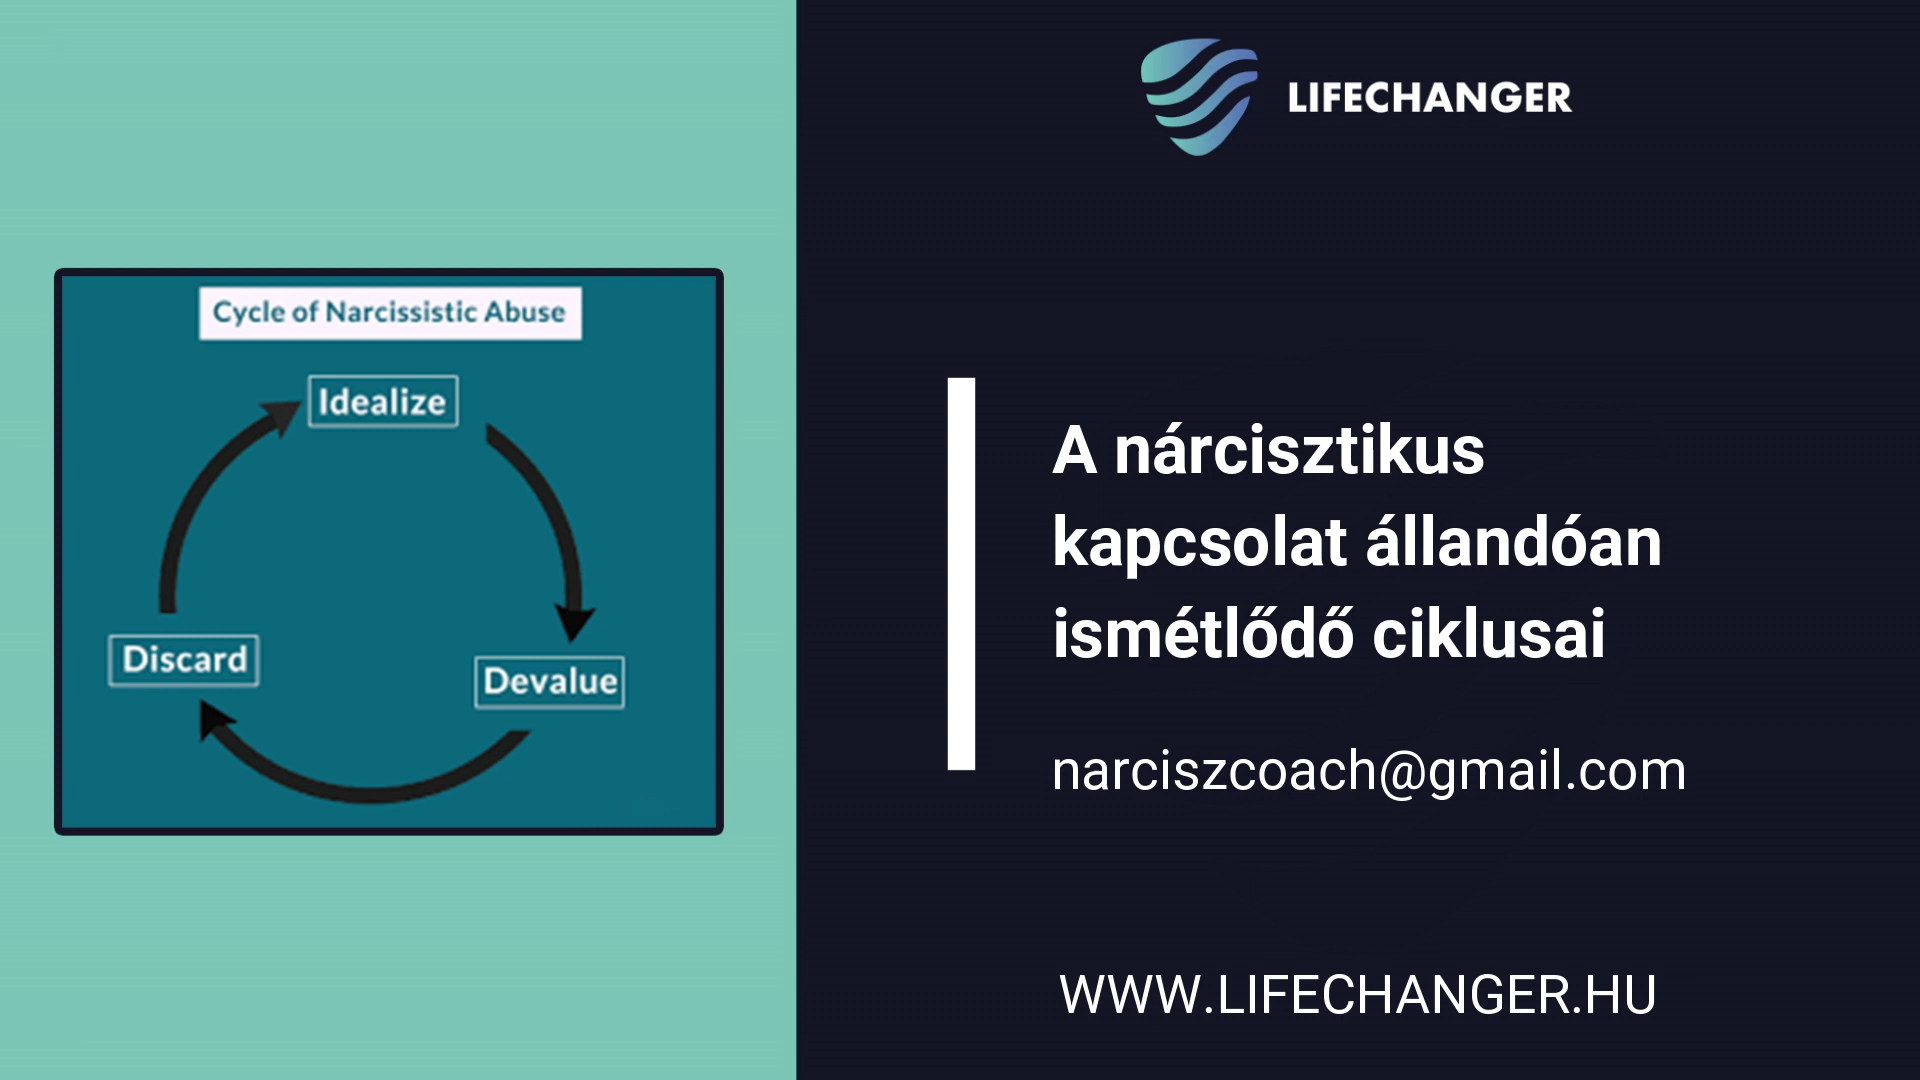 Cycle of Narcissistic Abuse
Idealize
Discard
Devalue
LIFECHANGER
A nárcisztikus
kapcsolat állandóan
ismétlődő ciklusai
narciszcoach@gmail.com
WWW.LIFECHANGER.HU